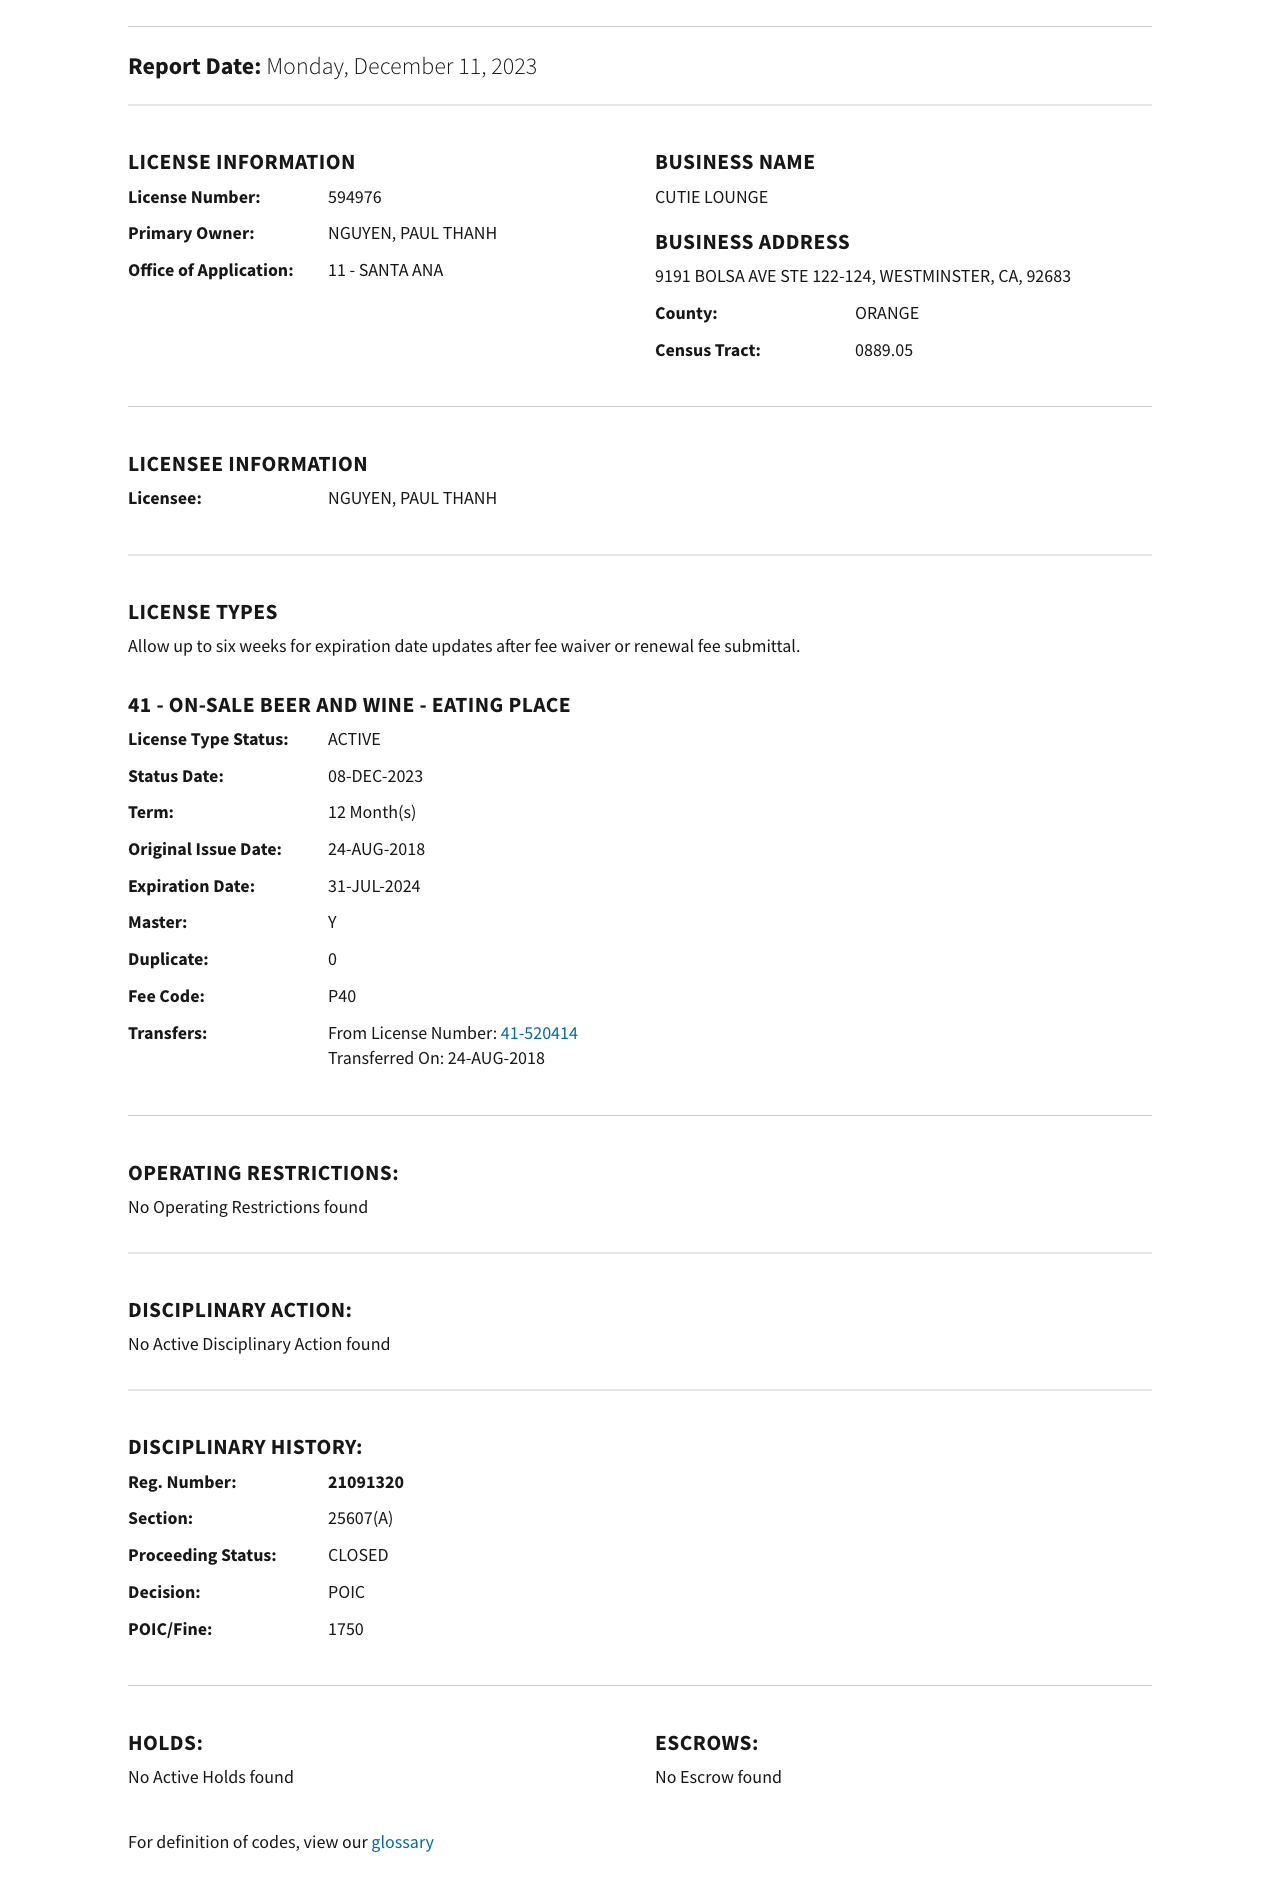 Report Date: Monday, December 11, 2023
LICENSE INFORMATION
License Number: 594976
Primary Owner: NGUYEN, PAUL THANH
Office of Application: 11 - SANTA ANA
BUSINESS NAME
CUTIE LOUNGE
BUSINESS ADDRESS
9191 BOLSA AVE STE 122-124, WESTMINSTER, CA, 92683
County: ORANGE
Census Tract: 0889.05
LICENSEE INFORMATION
Licensee: NGUYEN, PAUL THANH
LICENSE TYPES
Allow up to six weeks for expiration date updates after fee waiver or renewal fee submittal.
41 - ON-SALE BEER AND WINE - EATING PLACE
License Type Status: ACTIVE
Status Date: 08-DEC-2023
Term: 12 Month(s)
Original Issue Date: 24-AUG-2018
Expiration Date: 31-JUL-2024
Master: Y
Duplicate: 0
Fee Code: P40
Transfers: From License Number: 41-520414
Transferred On: 24-AUG-2018
OPERATING RESTRICTIONS:
No Operating Restrictions found
DISCIPLINARY ACTION:
No Active Disciplinary Action found
DISCIPLINARY HISTORY:
Reg. Number: 21091320
Section: 25607(A)
Proceeding Status: CLOSED
Decision: POIC
POIC/Fine: 1750
HOLDS:
No Active Holds found
ESCROWS:
No Escrow found
For definition of codes, view our glossary